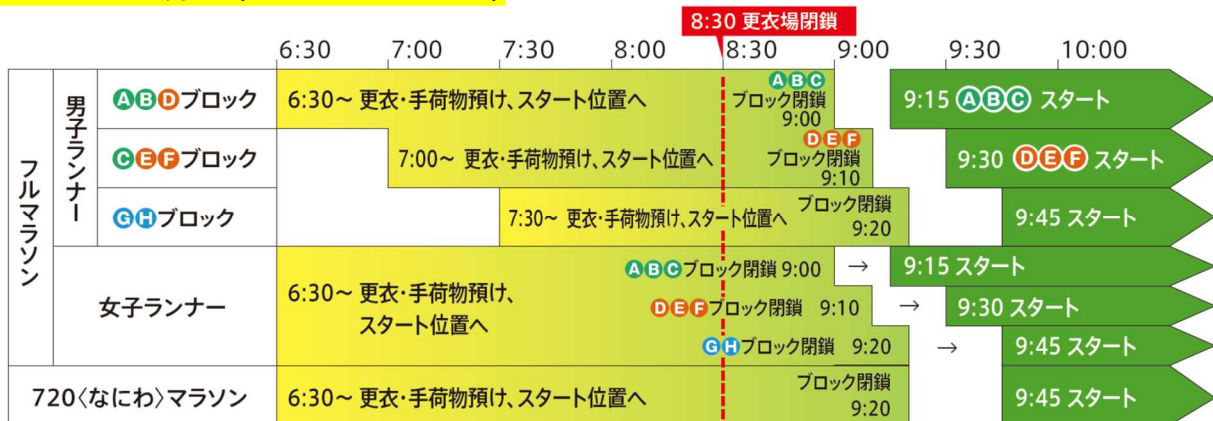 8:30 更衣場閉鎖
6:30 7:00 7:30 8:00 8:30 9:00 9:30 10:00
フルマラソン
男子ランナー
ABDブロック
6:30～ 更衣・手荷物預け、スタート位置へ
ABC
ブロック閉鎖
9:00
9:15 ABC スタート
CEFブロック
7:00～ 更衣・手荷物預け、スタート位置へ
DEF
ブロック閉鎖
9:10
9:30 DEF スタート
GHブロック
7:30～ 更衣・手荷物預け、スタート位置へ
ブロック閉鎖
9:20
9:45 スタート
女子ランナー
6:30～ 更衣・手荷物預け、
スタート位置へ
ABCブロック閉鎖 9:00 → 9:15 スタート
DEFブロック閉鎖 9:10 → 9:30 スタート
GHブロック閉鎖 9:20 → 9:45 スタート
720〈なにわ〉マラソン
6:30～ 更衣・手荷物預け、スタート位置へ
ブロック閉鎖
9:20
9:45 スタート